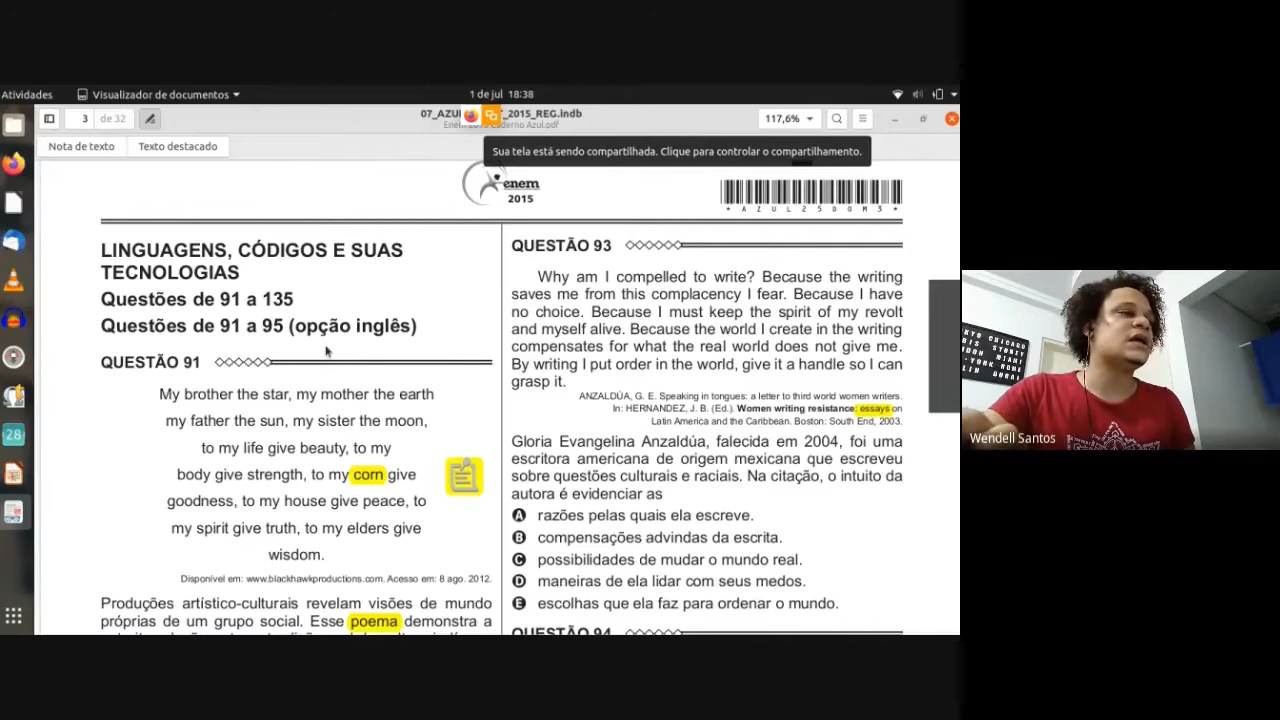 Atividades
Visualizador de documentos
1 de jul 18:38
3
de 32
07_AZUL
_2015_REG.indb
117,6%
Nota de texto
Texto destacado
Sua tela está sendo compartilhada. Clique para controlar o compartilhamento.
enem
2015
* A Z U L 2 5 D O M 3 *
LINGUAGENS, CÓDIGOS E SUAS
TECNOLOGIAS
Questões de 91 a 135
Questões de 91 a 95 (opção inglês)
QUESTÃO 91
My brother the star, my mother the earth
my father the sun, my sister the moon,
to my life give beauty, to my
body give strength, to my corn give
goodness, to my house give peace, to
my spirit give truth, to my elders give
wisdom.
Disponível em: www.blackhawkproductions.com. Acesso em: 8 ago. 2012.
Produções artístico-culturais revelam visões de mundo
próprias de um grupo social. Esse poema demonstra a
QUESTÃO 93
Why am I compelled to write? Because the writing
saves me from this complacency I fear. Because I have
no choice. Because I must keep the spirit of my revolt
and myself alive. Because the world I create in the writing
compensates for what the real world does not give me.
By writing I put order in the world, give it a handle so I can
grasp it.
ANZALDÚA, G. E. Speaking in tongues: a letter to third world women writers.
In: HERNANDEZ, J. B. (Ed.). Women writing resistance: essays on
Latin America and the Caribbean. Boston: South End, 2003.
Gloria Evangelina Anzaldúa, falecida em 2004, foi uma
escritora americana de origem mexicana que escreveu
sobre questões culturais e raciais. Na citação, o intuito da
autora é evidenciar as
A razões pelas quais ela escreve.
B compensações advindas da escrita.
C possibilidades de mudar o mundo real.
D maneiras de ela lidar com seus medos.
E escolhas que ela faz para ordenar o mundo.
QUESTÃO 94
28
Wendell Santos